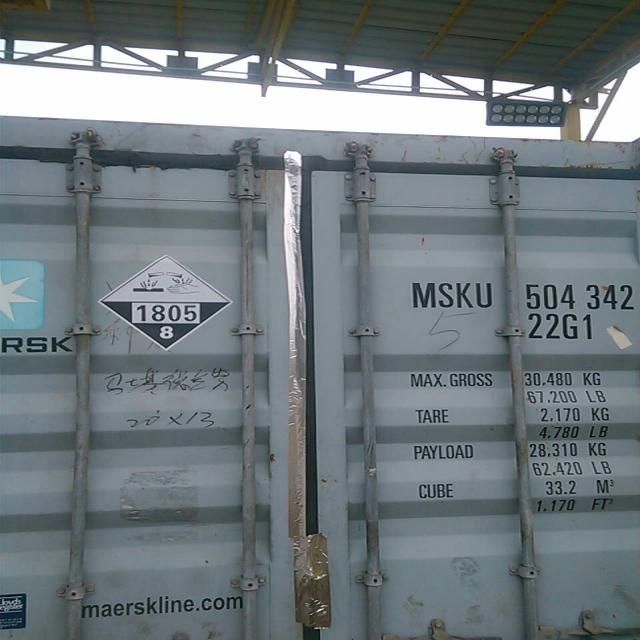 RSK
1805
8
20 X 13
maerskline.com
MSKU 504 342
5
22G1
MAX. GROSS 30.480 KG
67.200 LB
TARE 2.170 KG
4.780 LB
PAYLOAD 28.310 KG
62.420 LB
CUBE 33.2 M³
1.170 FT³